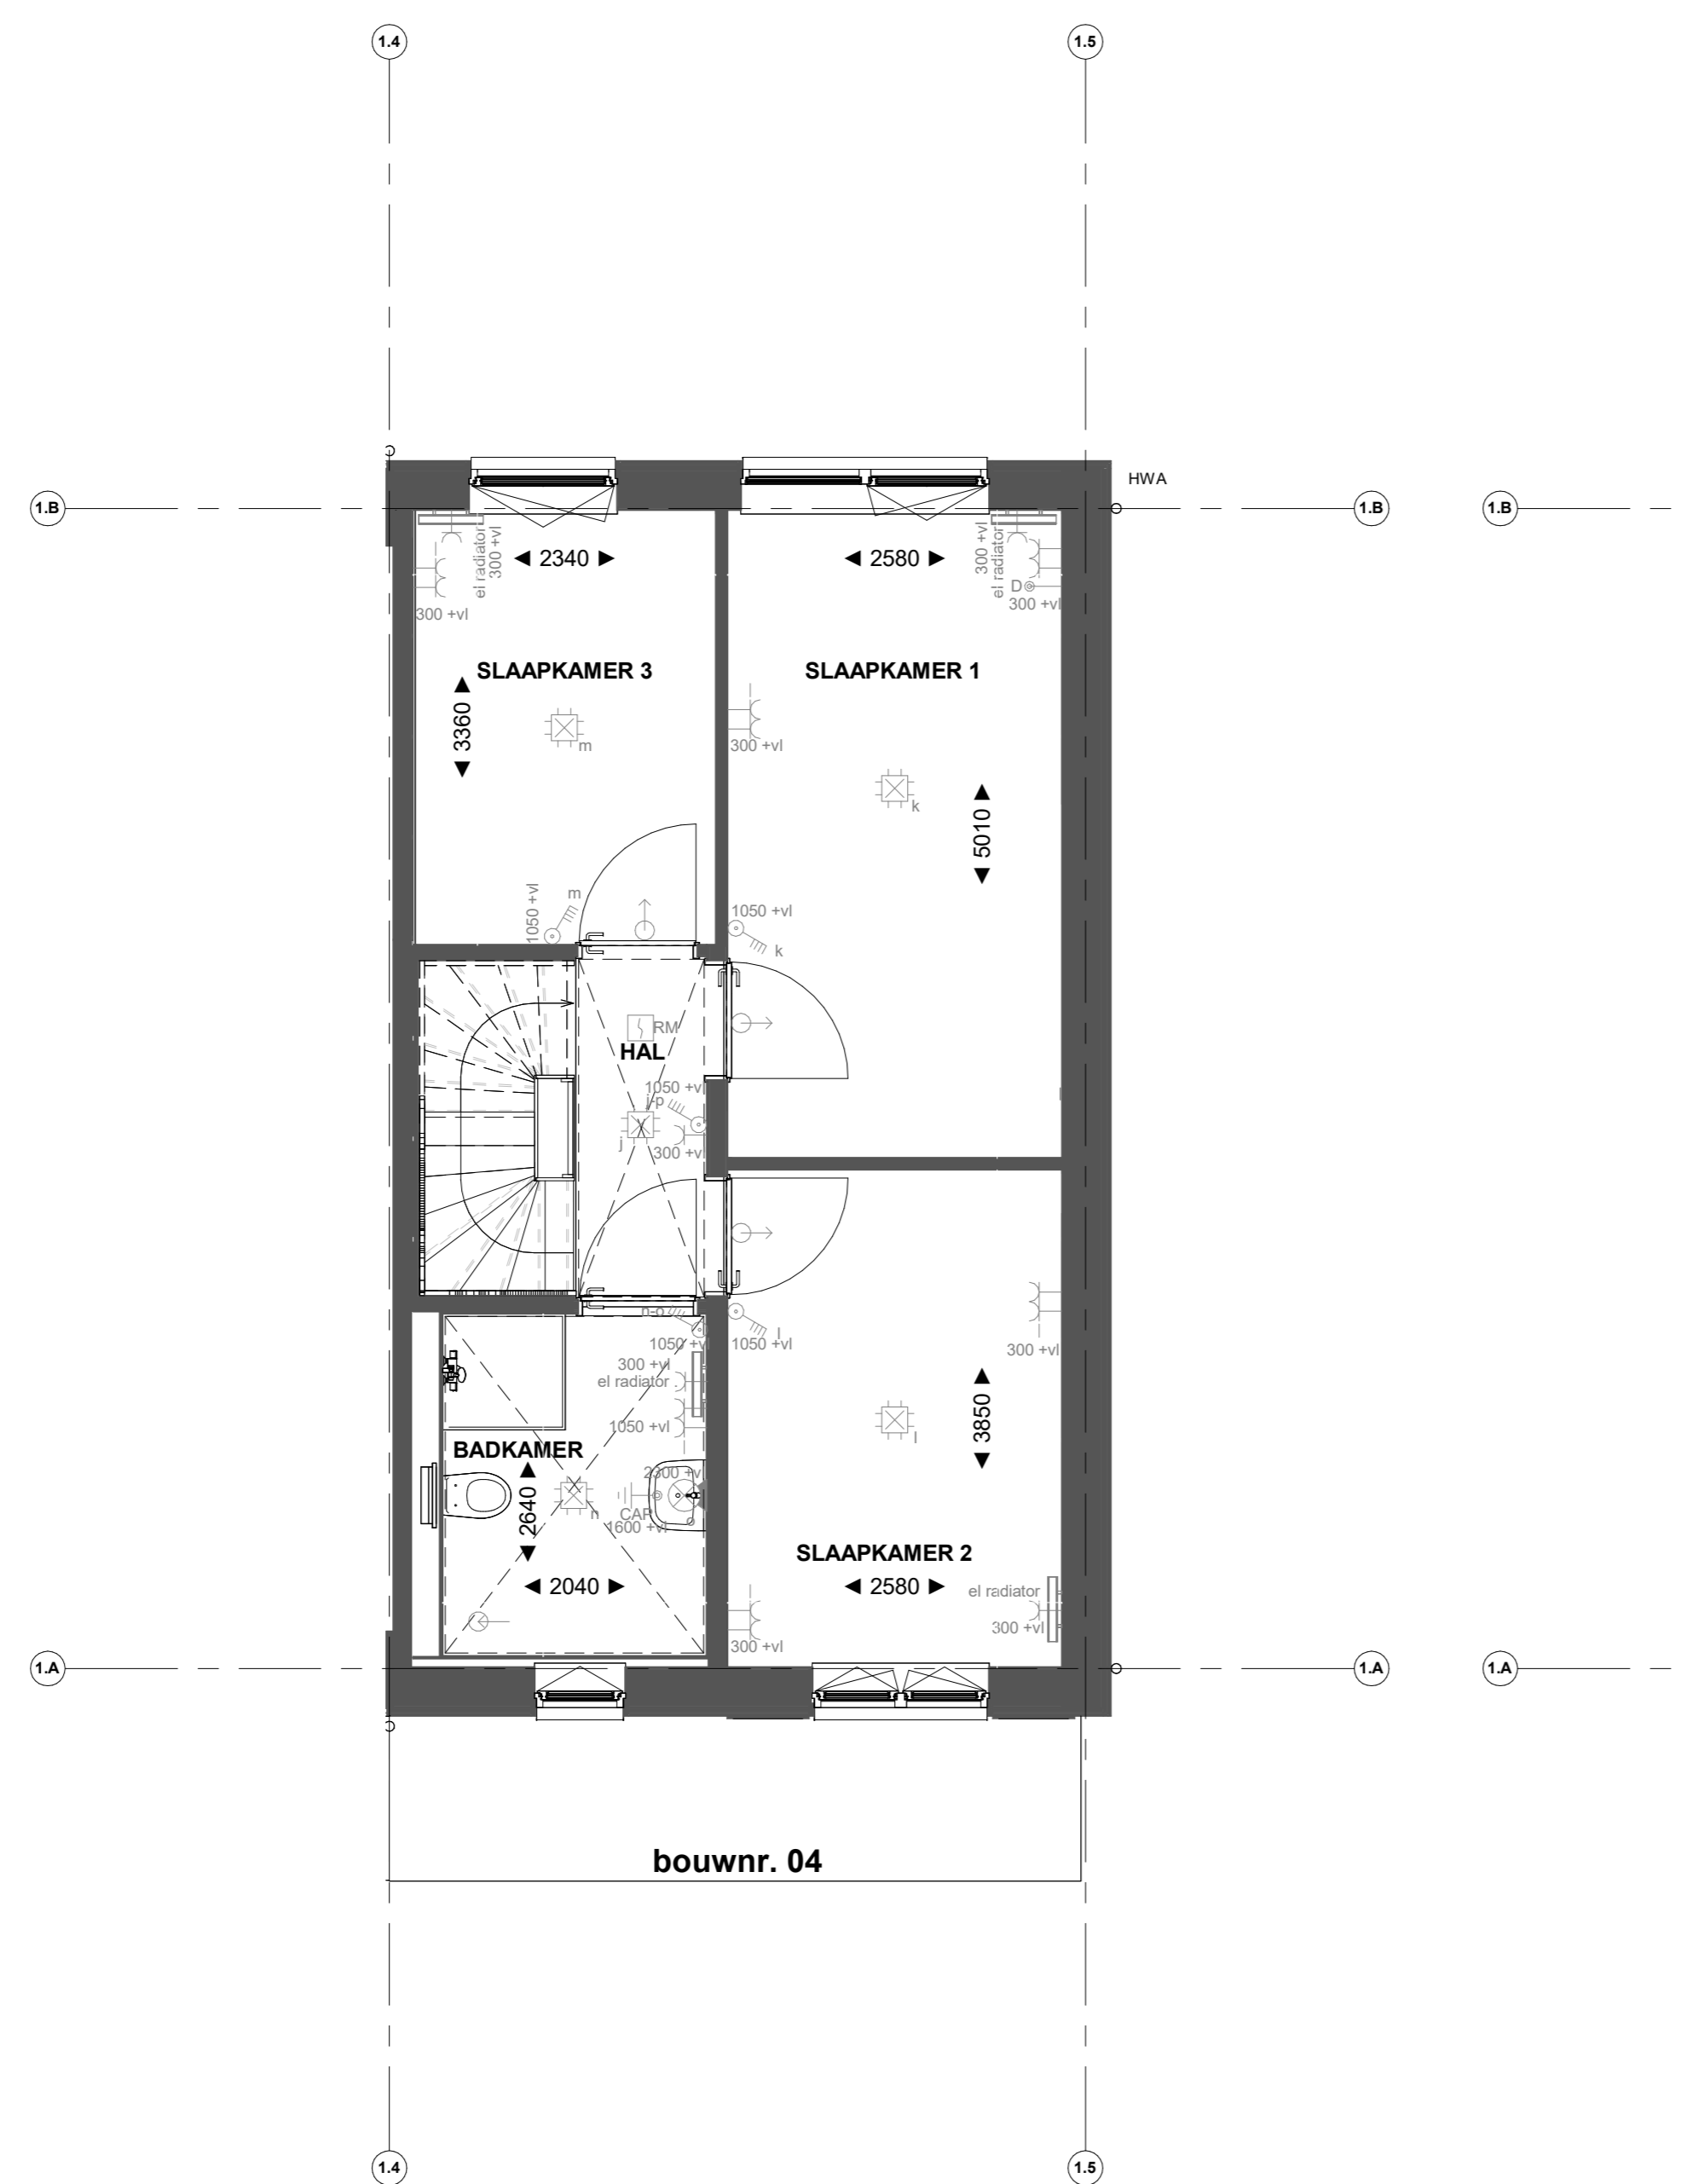 1.4 1.5
HWA
1.B 1.B 1.B
el radiator
300 +vl
2340
2580
300 +vl
el radiator
D
300 +vl
300 +vl
SLAAPKAMER 3
SLAAPKAMER 1
3360
m
300 +vl
k
5010
1050 +vl
m
1050 +vl
k
RM
HAL
1050 +vl
j-p
j
300 +vl
n-o
1050 +vl
l
1050 +vl
300 +vl
300 +vl
el radiator
1050 +vl
l
3850
BADKAMER
2300 +vl
2640
n
CAP
1600 +vl
o
SLAAPKAMER 2
2040
2580
el radiator
300 +vl
300 +vl
1.A 1.A 1.A
bouwnr. 04
1.4 1.5